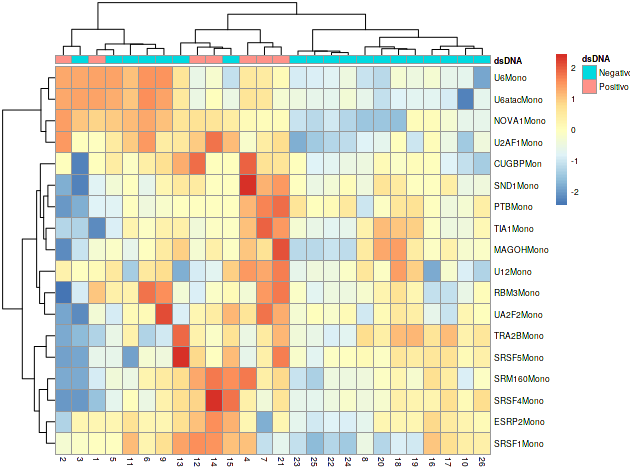 dsDNA
U6Mono
U6atacMono
NOVA1Mono
U2AF1Mono
CUGBPMon
SND1Mono
PTBMono
TIA1Mono
MAGOHMono
U12Mono
RBM3Mono
UA2F2Mono
TRA2BMono
SRSF5Mono
SRM160Mono
SRSF4Mono
ESRP2Mono
SRSF1Mono
2 3 1 5 11 6 9 13 12 14 15 4 7 21 23 25 22 24 8 20 18 19 16 17 10 26
2
1
0
-1
-2
dsDNA
Negativo
Positivo